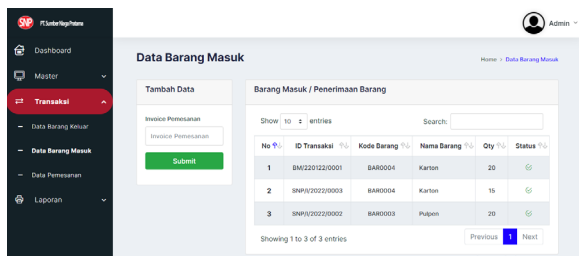 SNP PT. Sumber Niaga Pratama
Admin
Dashboard
Master
Transaksi
Data Barang Keluar
Data Barang Masuk
Data Pemesanan
Laporan
Data Barang Masuk
Home > Data Barang Masuk
Tambah Data
Invoice Pemesanan
Invoice Pemesanan
Submit
Barang Masuk / Penerimaan Barang
Show 10 entries
Search:
No ID Transaksi Kode Barang Nama Barang Qty Status
1 BM/220122/0001 BAR0004 Karton 20
2 SNP/I/2022/0003 BAR0004 Karton 15
3 SNP/I/2022/0002 BAR0003 Pulpen 20
Showing 1 to 3 of 3 entries
Previous 1 Next